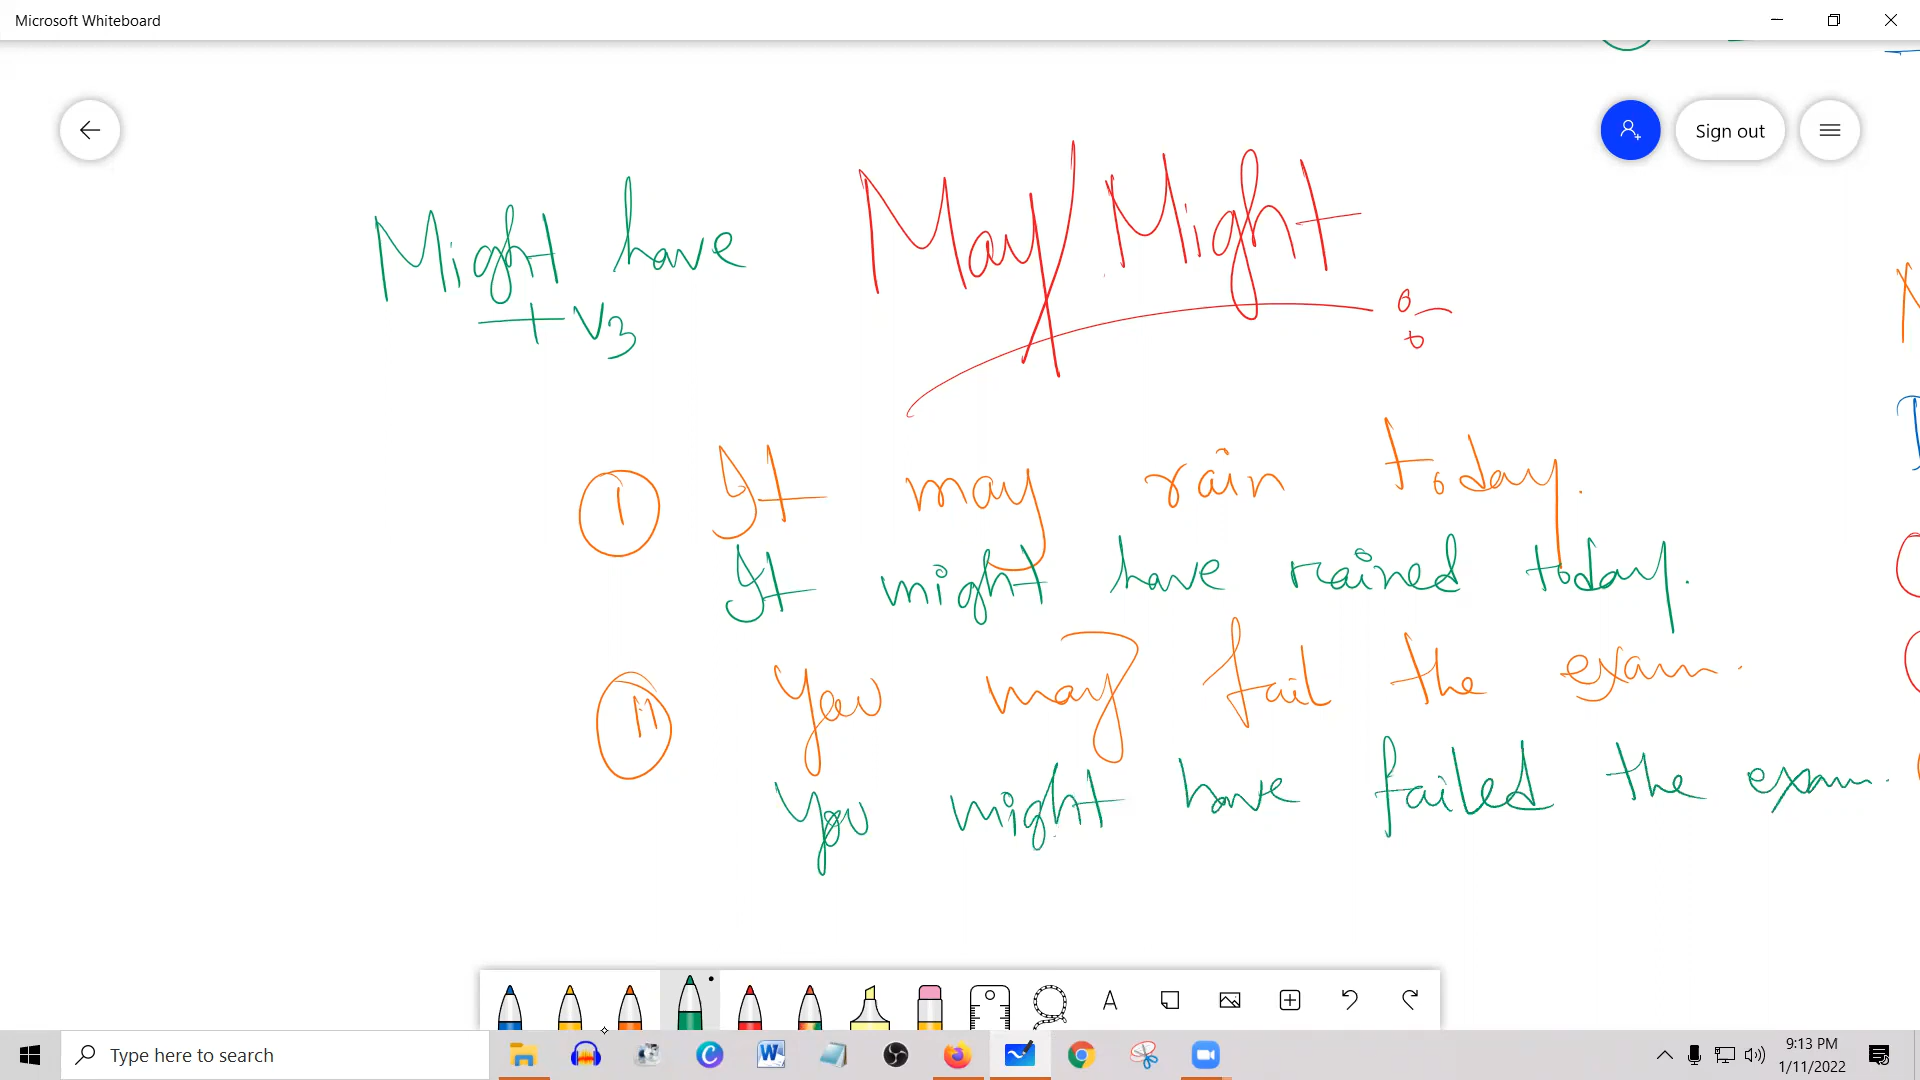 Microsoft Whiteboard
Sign out
May/Might :-
Might have
+ V3
I It may rain today.
It might have rained today.
II You may fail the exam.
You might have failed the exam.
Type here to search
9:13 PM
1/11/2022